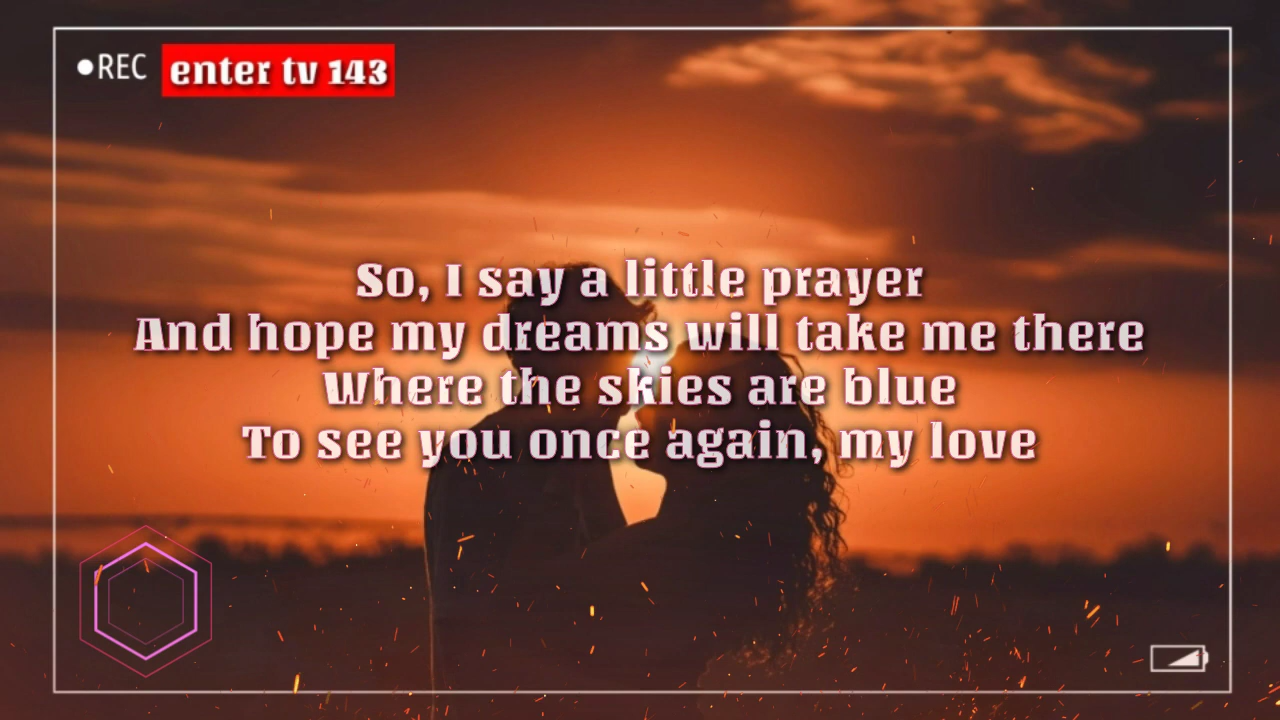 REC
enter tv 143
So, I say a little prayer
And hope my dreams will take me there
Where the skies are blue
To see you once again, my love